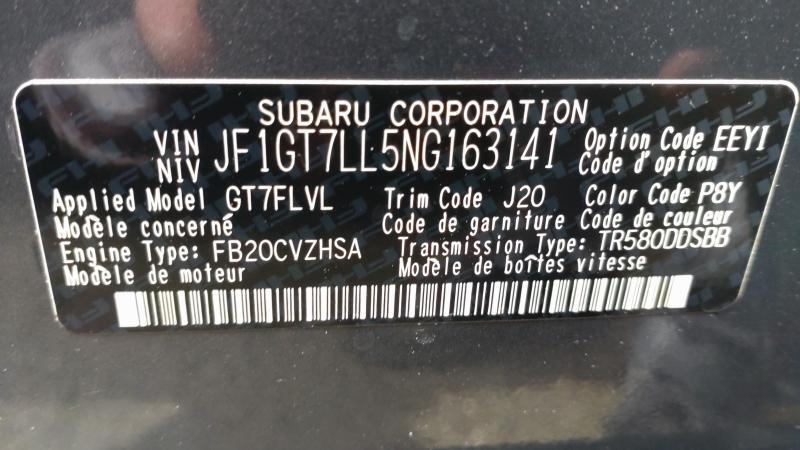 SUBARU CORPORATION
VIN NIV JF1GT7LL5NG163141 Option Code EEYI
Code d'option
Applied Model GT7FLVL Trim Code J20 Color Code P8Y
Modèle concerné Code de garniture Code de couleur
Engine Type: FB20CVZHSA Transmission Type: TR580DDSBB
Modèle de moteur Modèle de boîtes vitesse